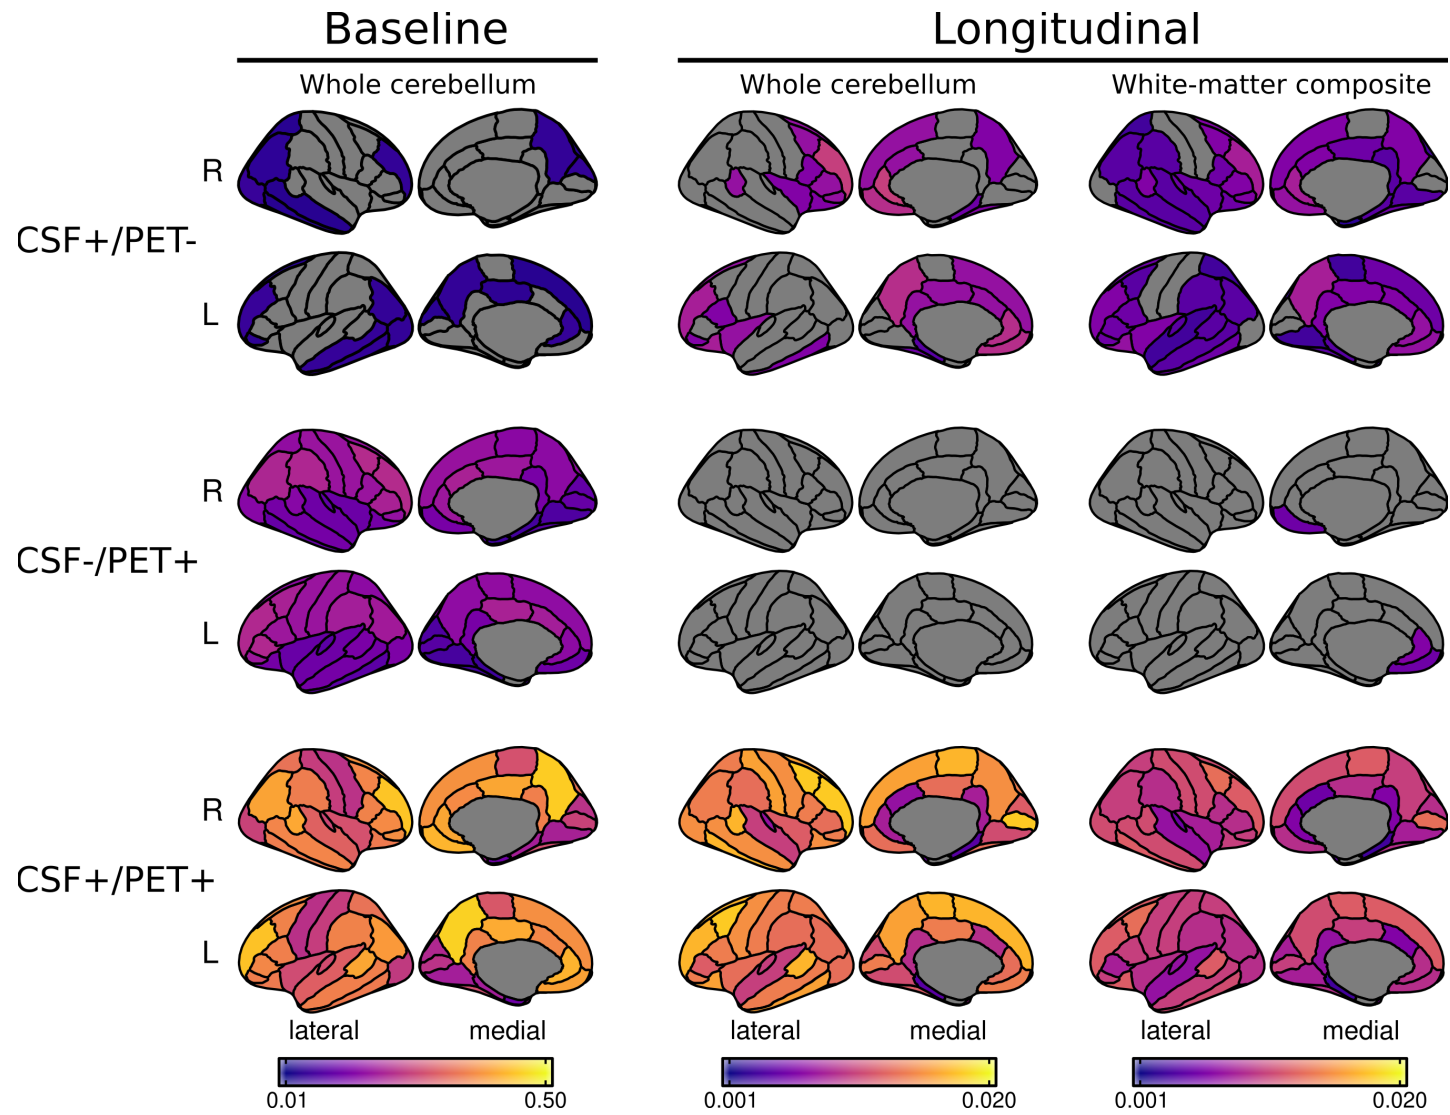 Baseline Longitudinal
Whole cerebellum Whole cerebellum White-matter composite
R
CSF+/PET-
L
R
CSF-/PET+
L
R
CSF+/PET+
L
lateral medial lateral medial lateral medial
0.01 0.50 0.001 0.020 0.001 0.020